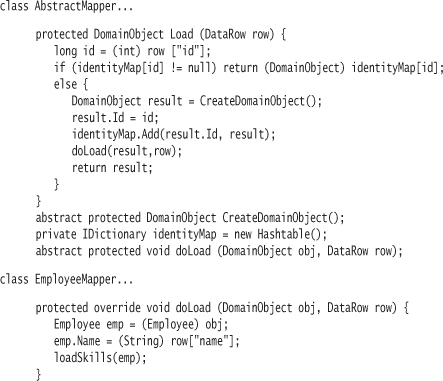 class AbstractMapper...
protected DomainObject Load (DataRow row) {
long id = (int) row ["id"];
if (identityMap[id] != null) return (DomainObject) identityMap[id];
else {
DomainObject result = CreateDomainObject();
result.Id = id;
identityMap.Add(result.Id, result);
doLoad(result,row);
return result;
}
}
abstract protected DomainObject CreateDomainObject();
private IDictionary identityMap = new Hashtable();
abstract protected void doLoad (DomainObject obj, DataRow row);
class EmployeeMapper...
protected override void doLoad (DomainObject obj, DataRow row) {
Employee emp = (Employee) obj;
emp.Name = (String) row["name"];
loadSkills(emp);
}